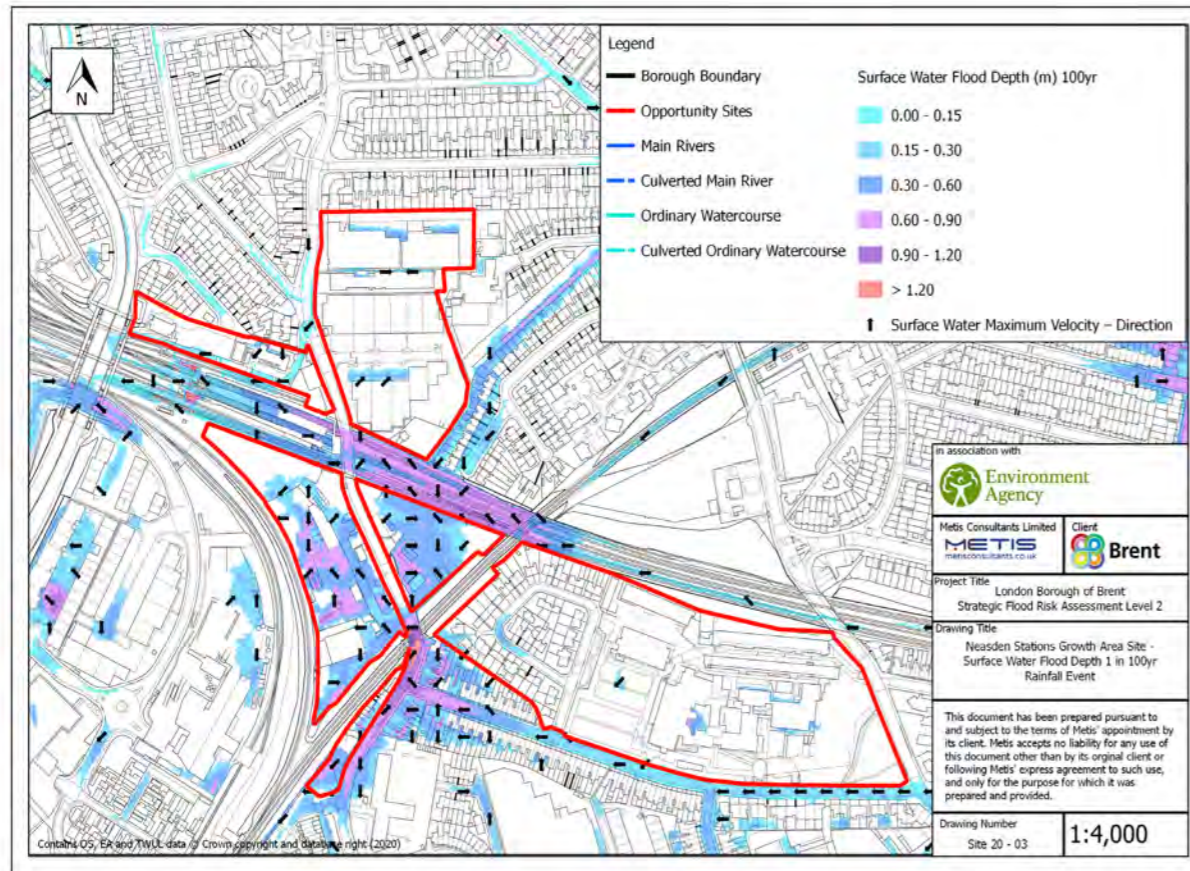 N
Legend
Borough Boundary
Opportunity Sites
Main Rivers
Culverted Main River
Ordinary Watercourse
Culverted Ordinary Watercourse
Surface Water Flood Depth (m) 100yr
0.00 - 0.15
0.15 - 0.30
0.30 - 0.60
0.60 - 0.90
0.90 - 1.20
> 1.20
Surface Water Maximum Velocity – Direction
in association with
Environment
Agency
Metis Consultants Limited
METIS
metisconsultants.co.uk
Client
Brent
Project Title
London Borough of Brent
Strategic Flood Risk Assessment Level 2
Drawing Title
Neasden Stations Growth Area Site -
Surface Water Flood Depth 1 in 100yr
Rainfall Event
This document has been prepared pursuant to
and subject to the terms of Metis' appointment by
its client. Metis accepts no liability for any use of
this document other than by its orginal client or
following Metis' express agreement to such use,
and only for the purpose for which it was
prepared and provided.
Drawing Number
Site 20 - 03
1:4,000
Contains OS, EA and TWUL data © Crown copyright and database right (2020)